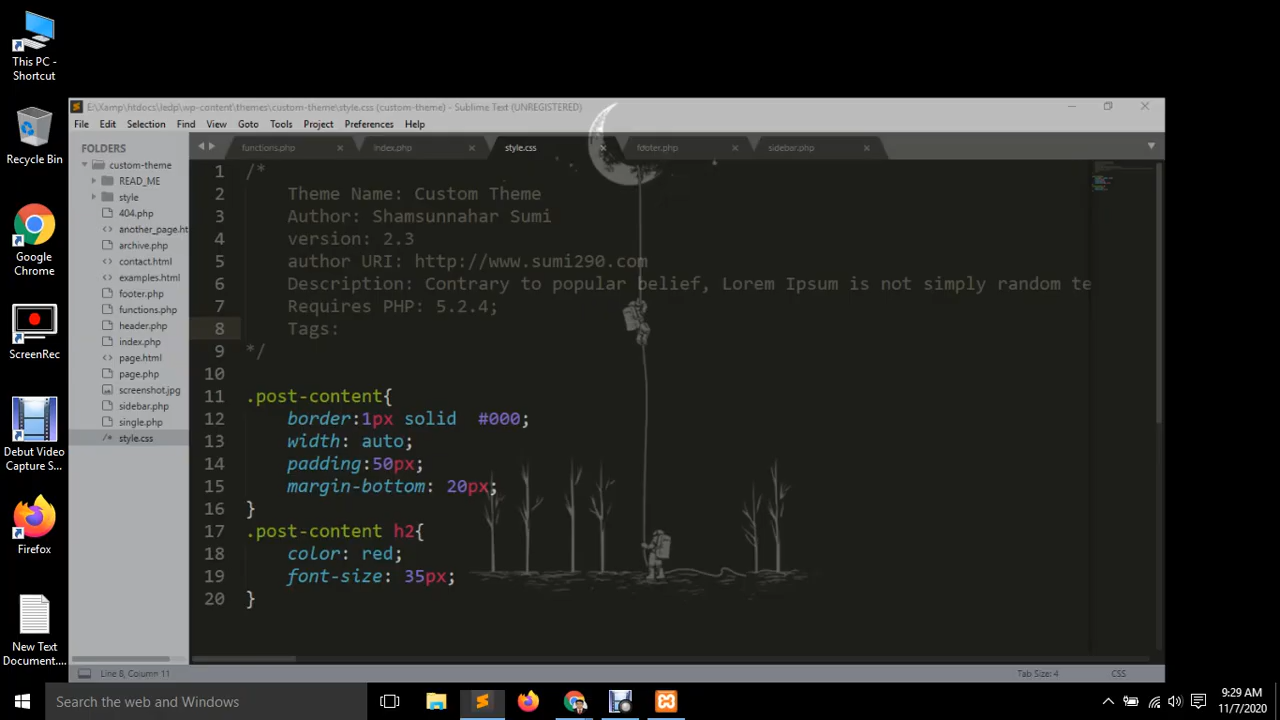 This PC -
Shortcut
Recycle Bin
Google
Chrome
ScreenRec
Debut Video
Capture S...
Firefox
New Text
Document....
E:\Xamp\htdocs\ledp\wp-content\themes\custom-theme\style.css (custom-theme) - Sublime Text (UNREGISTERED)
File Edit Selection Find View Goto Tools Project Preferences Help
FOLDERS
custom-theme
READ_ME
style
404.php
another_page.ht
archive.php
contact.html
examples.html
footer.php
functions.php
header.php
index.php
page.html
page.php
screenshot.jpg
sidebar.php
single.php
/* style.css
functions.php index.php style.css footer.php sidebar.php
1 /*
2 Theme Name: Custom Theme
3 Author: Shamsunnahar Sumi
4 version: 2.3
5 author URI: http://www.sumi290.com
6 Description: Contrary to popular belief, Lorem Ipsum is not simply random te
7 Requires PHP: 5.2.4;
8 Tags:
9 */
10
11 .post-content{
12 border:1px solid  #000;
13 width: auto;
14 padding:50px;
15 margin-bottom: 20px;
16 }
17 .post-content h2{
18 color: red;
19 font-size: 35px;
20 }
Line 8, Column 11 Tab Size: 4 CSS
Search the web and Windows
9:29 AM
11/7/2020